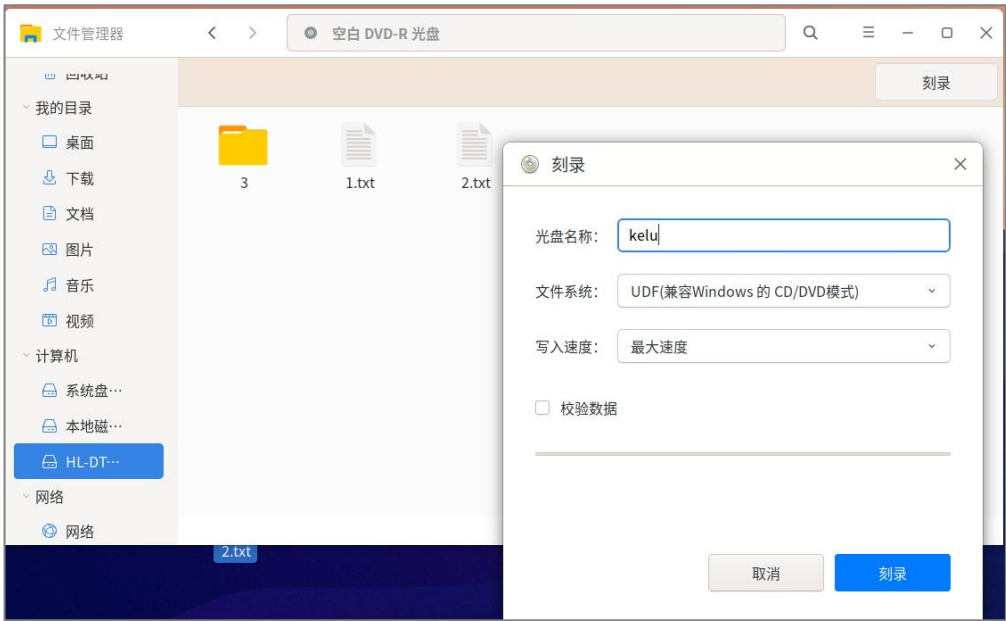 文件管理器
空白 DVD-R 光盘
回收站
刻录
我的目录
桌面
下载
文档
图片
音乐
视频
计算机
系统盘…
本地磁…
HL-DT…
网络
网络
3
1.txt
2.txt
刻录
光盘名称：
kelu
文件系统：
UDF(兼容Windows 的 CD/DVD模式)
写入速度：
最大速度
校验数据
取消
刻录
2.txt